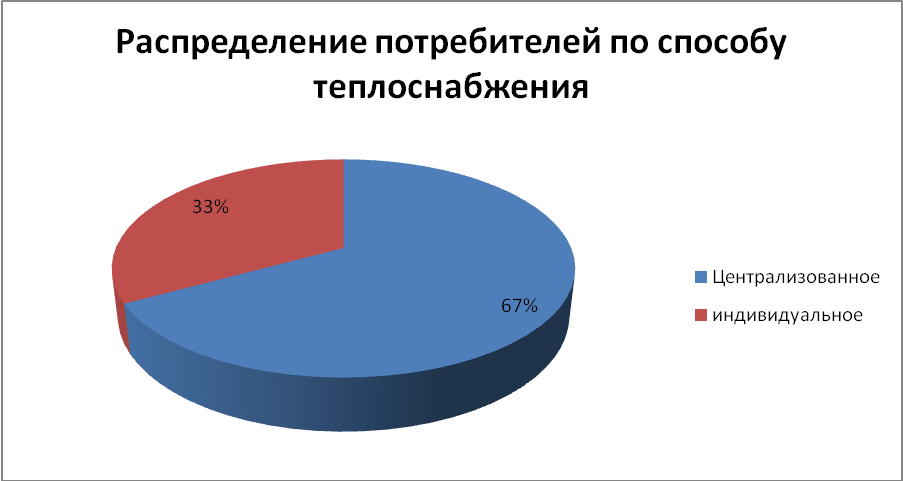 Распределение потребителей по способу
теплоснабжения
33%
67%
Централизованное
индивидуальное